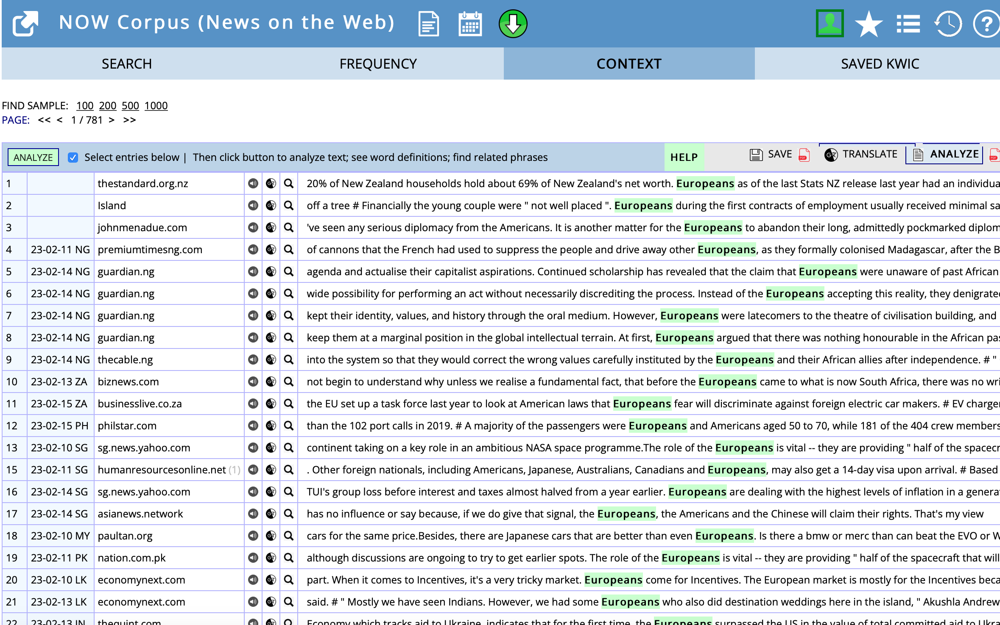 NOW Corpus (News on the Web)
SEARCH FREQUENCY CONTEXT SAVED KWIC
FIND SAMPLE: 100 200 500 1000
PAGE: << < 1 / 781 > >>
ANALYZE Select entries below | Then click button to analyze text; see word definitions; find related phrases HELP SAVE TRANSLATE ANALYZE
1 thestandard.org.nz 20% of New Zealand households hold about 69% of New Zealand's net worth. Europeans as of the last Stats NZ release last year had an individua
2 Island off a tree # Financially the young couple were " not well placed ". Europeans during the first contracts of employment usually received minimal sa
3 johnmenadue.com 've seen any serious diplomacy from the Americans. It is another matter for the Europeans to abandon their long, admittedly pockmarked diplom
4 23-02-11 NG premiumtimesng.com of cannons that the French had used to suppress the people and drive away other Europeans, as they formally colonised Madagascar, after the B
5 23-02-14 NG guardian.ng agenda and actualise their capitalist aspirations. Continued scholarship has revealed that the claim that Europeans were unaware of past African
6 23-02-14 NG guardian.ng wide possibility for performing an act without necessarily discrediting the process. Instead of the Europeans accepting this reality, they denigrate
7 23-02-14 NG guardian.ng kept their identity, values, and history through the oral medium. However, Europeans were latecomers to the theatre of civilisation building, and
8 23-02-14 NG guardian.ng keep them at a marginal position in the global intellectual terrain. At first, Europeans argued that there was nothing honourable in the African pas
9 23-02-14 NG thecable.ng into the system so that they would correct the wrong values carefully instituted by the Europeans and their African allies after independence. # "
10 23-02-13 ZA biznews.com not begin to understand why unless we realise a fundamental fact, that before the Europeans came to what is now South Africa, there was no wri
11 23-02-15 ZA businesslive.co.za the EU set up a task force last year to look at American laws that Europeans fear will discriminate against foreign electric car makers. # EV charge
12 23-02-15 PH philstar.com than the 102 port calls in 2019. # A majority of the passengers were Europeans and Americans aged 50 to 70, while 181 of the 404 crew members
13 23-02-10 SG sg.news.yahoo.com continent taking on a key role in an ambitious NASA space programme.The role of the Europeans is vital -- they are providing " half of the spacecr
15 23-02-11 SG humanresourcesonline.net (1) . Other foreign nationals, including Americans, Japanese, Australians, Canadians and Europeans, may also get a 14-day visa upon arrival. # Based
16 23-02-14 SG sg.news.yahoo.com TUI's group loss before interest and taxes almost halved from a year earlier. Europeans are dealing with the highest levels of inflation in a genera
17 23-02-14 SG asianews.network has no influence or say because, if we do give that signal, the Europeans, the Americans and the Chinese will claim their rights. That's my view
18 23-02-10 MY paultan.org cars for the same price.Besides, there are Japanese cars that are better than even Europeans. Is there a bmw or merc than can beat the EVO or W
19 23-02-11 PK nation.com.pk although discussions are ongoing to try to get earlier spots. The role of the Europeans is vital -- they are providing " half of the spacecraft that will
20 23-02-10 LK economynext.com part. When it comes to Incentives, it's a very tricky market. Europeans come for Incentives. The European market is mostly for the Incentives beca
21 23-02-13 LK economynext.com said. # " Mostly we have seen Indians. However, we had some Europeans who also did destination weddings here in the island, " Akushla Andrew
22 23-02-13 IN thequint.com Economy which tracks aid to Ukraine, indicates that for the first time, the Europeans surpassed the US in the value of total committed aid to Ukra